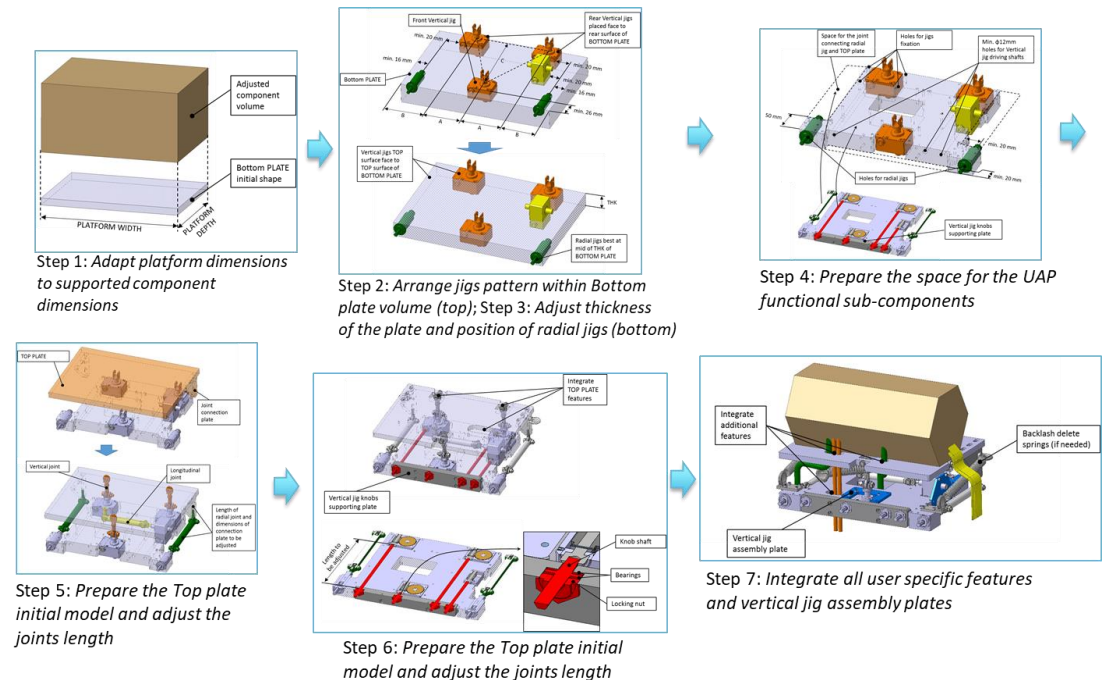 Adjusted
component
volume
Bottom PLATE
initial shape
PLATFORM WIDTH
PLATFORM
DEPTH
Step 1: Adapt platform dimensions
to supported component
dimensions
Front Vertical jig
Rear Vertical jigs
placed face to
rear surface of
BOTTOM PLATE
min. 20 mm
C
min. 16 mm
min. 20 mm
min. 20 mm
min. 16 mm
Bottom PLATE
min. 26 mm
B
A
A
B
Vertical jigs TOP
surface face to
TOP surface of
BOTTOM PLATE
THK
Radial jigs best at
mid of THK of
BOTTOM PLATE
Step 2: Arrange jigs pattern within Bottom
plate volume (top); Step 3: Adjust thickness
of the plate and position of radial jigs (bottom)
Space for the joint
connecting radial
jig and TOP plate
Holes for jigs
fixation
Min. ф12mm
holes for Vertical
jig driving shafts
50 mm
min. 20 mm
min. 20 mm
Holes for radial jigs
Vertical jig knobs
supporting plate
Step 4: Prepare the space for the UAP
functional sub-components
TOP PLATE
Joint
connection
plate
Vertical joint
Longitudinal
joint
Length of
radial joint and
dimensions of
connection
plate to be
adjusted
Step 5: Prepare the Top plate
initial model and adjust the
joints length
Integrate
TOP PLATE
features
Vertical jig knobs
supporting plate
Length to
be adjusted
Knob shaft
Bearings
Locking nut
Step 6: Prepare the Top plate initial
model and adjust the joints length
Integrate
additional
features
Backlash delete
springs (if needed)
Vertical jig
assembly plate
Step 7: Integrate all user specific features
and vertical jig assembly plates